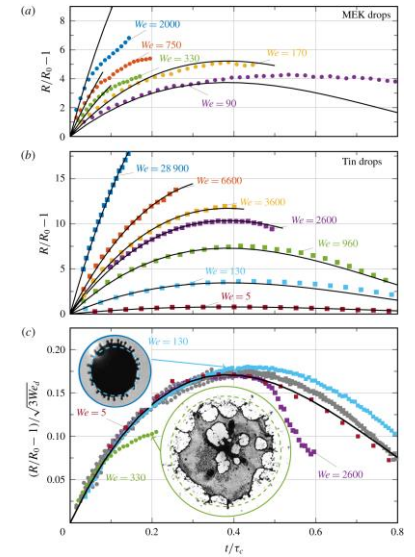 (a) MEK drops
We = 2000
We = 750
We = 330
We = 170
We = 90
R/R₀ – 1
8
6
4
2
0
(b) Tin drops
We = 28 900
We = 6600
We = 3600
We = 2600
We = 960
We = 130
We = 5
R/R₀ – 1
15
10
5
0
(c)
We = 130
We = 5
We = 330
We = 2600
(R/R₀ – 1)/√3We_d
0.20
0.15
0.10
0.05
0 0.2 0.4 0.6 0.8
t/τ_c